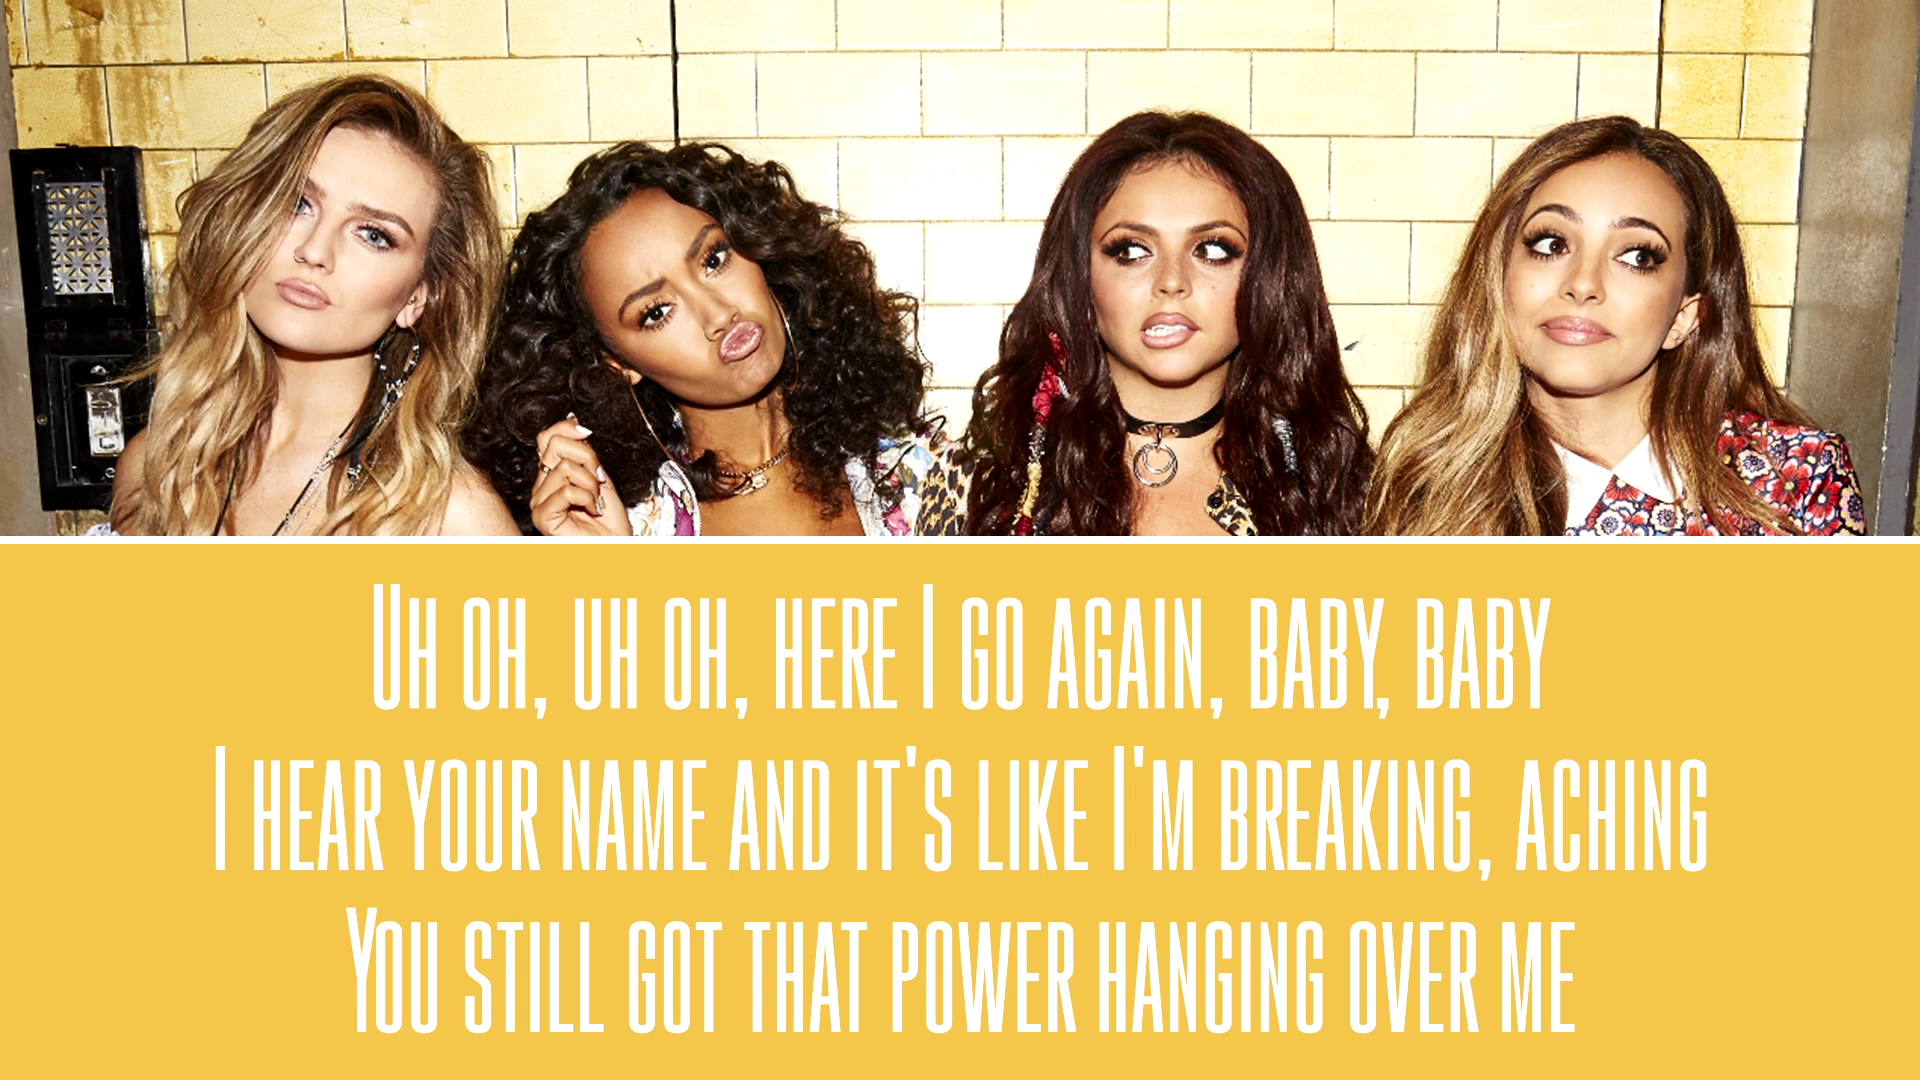 Uh oh, uh oh, here I go again, baby, baby
I hear your name and it's like I'm breaking, aching
You still got that power hanging over me